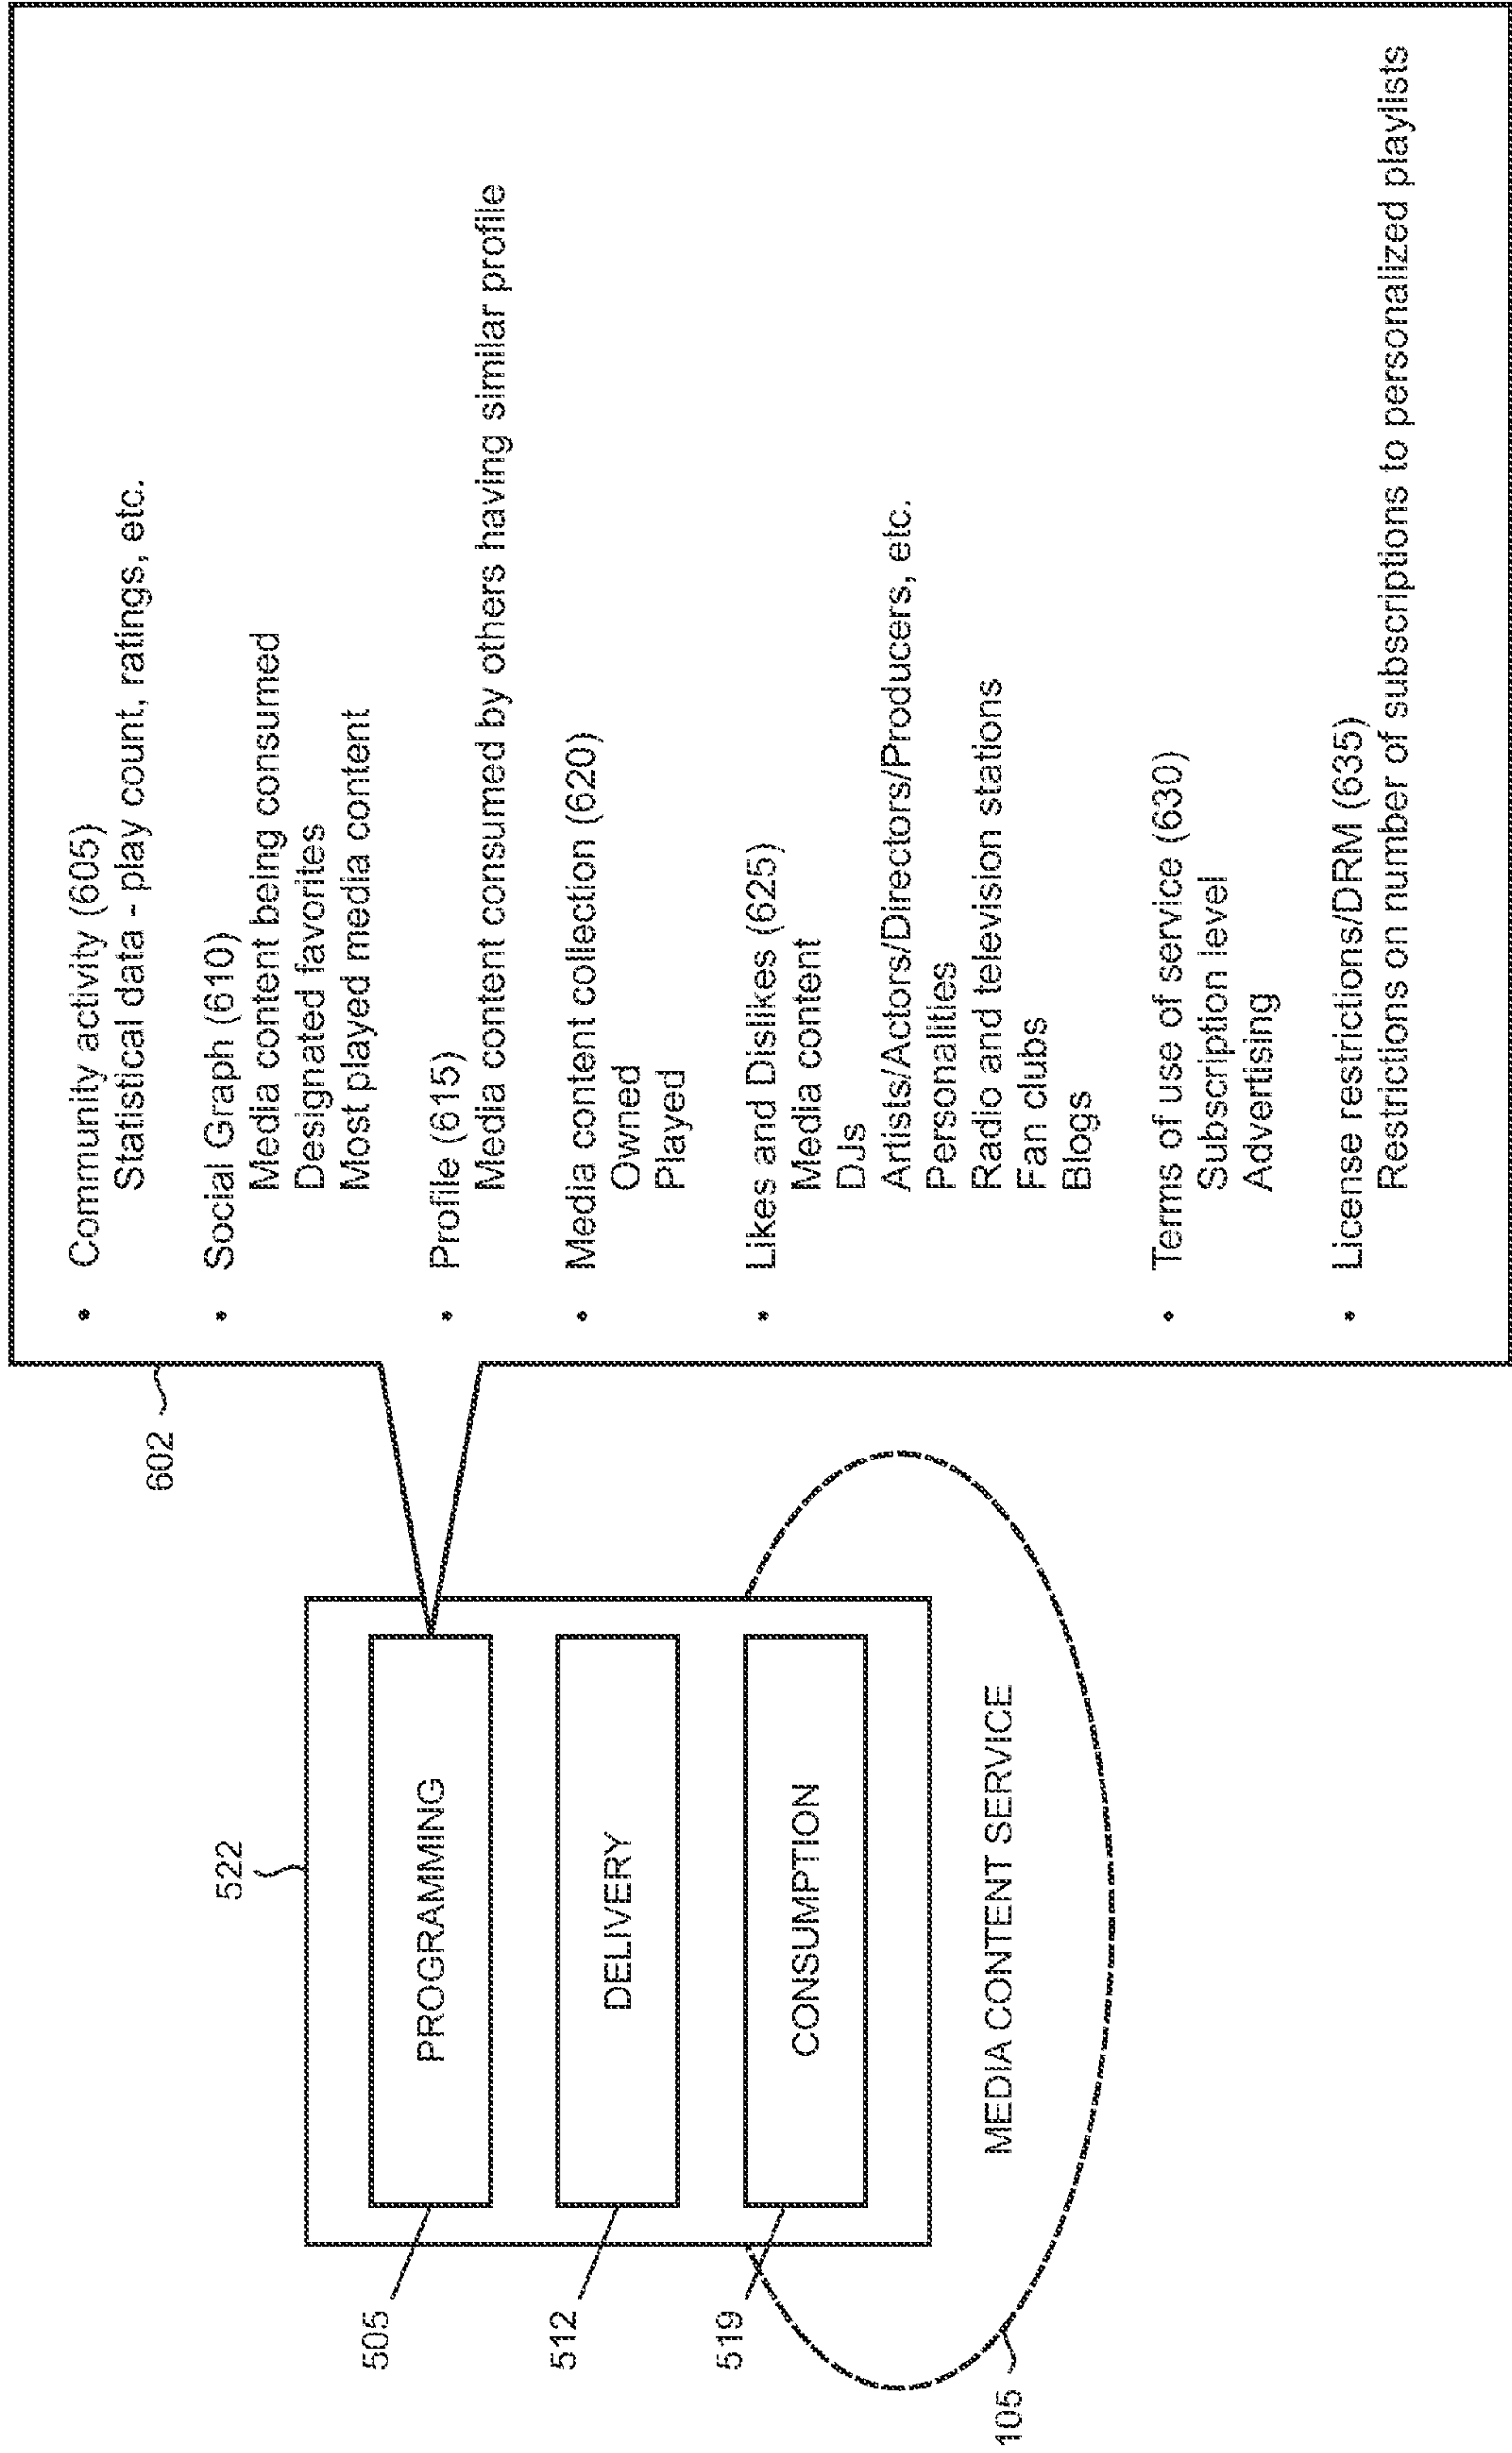 522
505
PROGRAMMING
512
DELIVERY
519
CONSUMPTION
MEDIA CONTENT SERVICE
105
602
• Community activity (605)
Statistical data - play count, ratings, etc.
• Social Graph (610)
Media content being consumed
Designated favorites
Most played media content
• Profile (615)
Media content consumed by others having similar profile
• Media content collection (620)
Owned
Played
• Likes and Dislikes (625)
Media content
DJs
Artists/Actors/Directors/Producers, etc.
Personalities
Radio and television stations
Fan clubs
Blogs
• Terms of use of service (630)
Subscription level
Advertising
• License restrictions/DRM (635)
Restrictions on number of subscriptions to personalized playlists